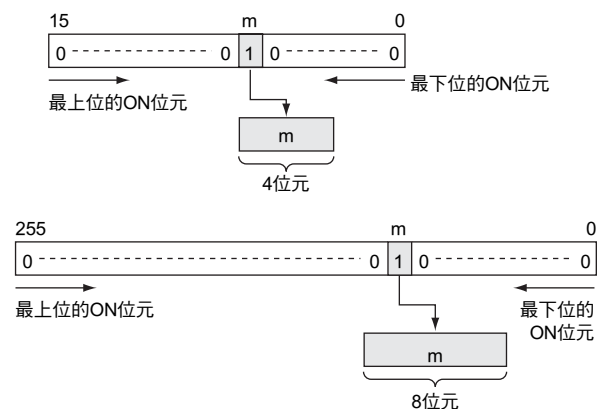 15 m 0
0 0 1 0 0
最上位的ON位元
最下位的ON位元
m
4位元
255 m 0
0 0 1 0 0
最上位的ON位元
最下位的
ON位元
m
8位元